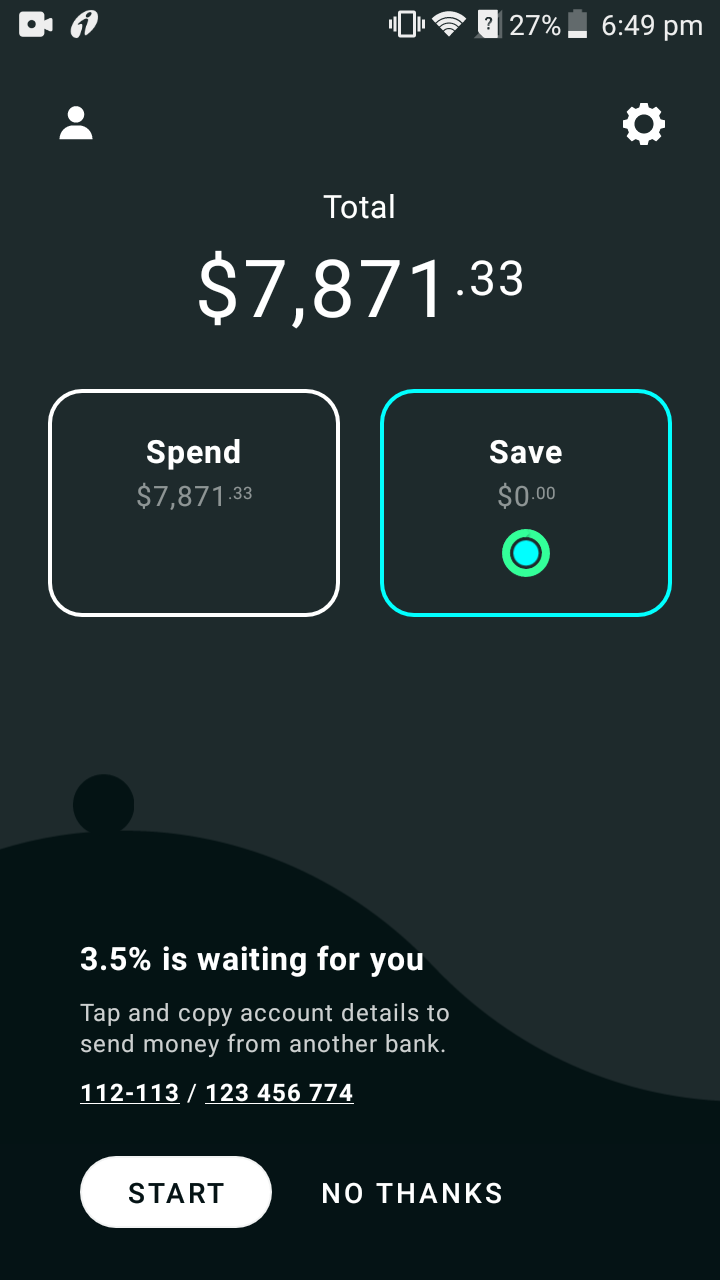 27% 6:49 pm
Total
$7,871.33
Spend Save
$7,871.33 $0.00
3.5% is waiting for you
Tap and copy account details to
send money from another bank.
112-113 / 123 456 774
START NO THANKS